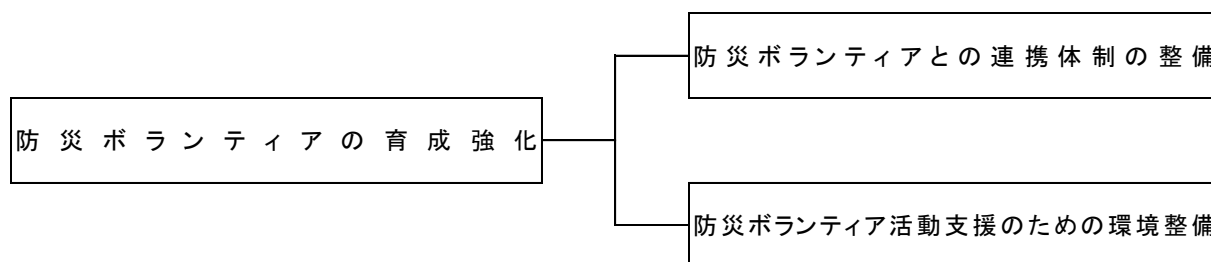 防災ボランティアとの連携体制の整備
防災ボランティアの育成強化
防災ボランティア活動支援のための環境整備